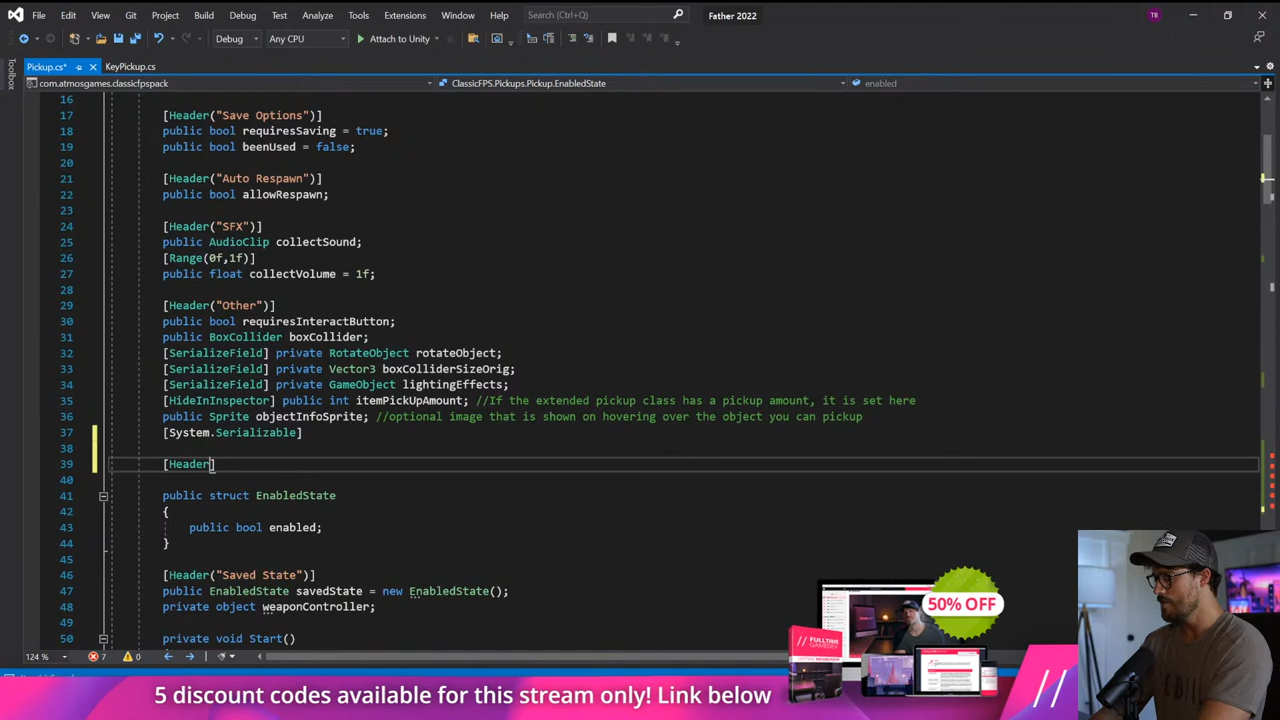 File Edit View Git Project Build Debug Test Analyze Tools Extensions Window Help Search (Ctrl+Q) Father 2022 TB
Debug Any CPU Attach to Unity
Pickup.cs* KeyPickup.cs
Toolbox
com.atmosgames.classicfpspack ClassicFPS.Pickups.Pickup.EnabledState enabled
16
17 [Header("Save Options")]
18 public bool requiresSaving = true;
19 public bool beenUsed = false;
20
21 [Header("Auto Respawn")]
22 public bool allowRespawn;
23
24 [Header("SFX")]
25 public AudioClip collectSound;
26 [Range(0f,1f)]
27 public float collectVolume = 1f;
28
29 [Header("Other")]
30 public bool requiresInteractButton;
31 public BoxCollider boxCollider;
32 [SerializeField] private RotateObject rotateObject;
33 [SerializeField] private Vector3 boxColliderSizeOrig;
34 [SerializeField] private GameObject lightingEffects;
35 [HideInInspector] public int itemPickUpAmount; //If the extended pickup class has a pickup amount, it is set here
36 public Sprite objectInfoSprite; //optional image that is shown on hovering over the object you can pickup
37 [System.Serializable]
38
39 [Header]
40
41 public struct EnabledState
42 {
43 public bool enabled;
44 }
45
46 [Header("Saved State")]
47 public EnabledState savedState = new EnabledState();
48 private object weaponController;
49
50 private void Start()
124 % 7 0
50% OFF
// FULLTIME GAMEDEV
5 discount codes available for this stream only! Link below //